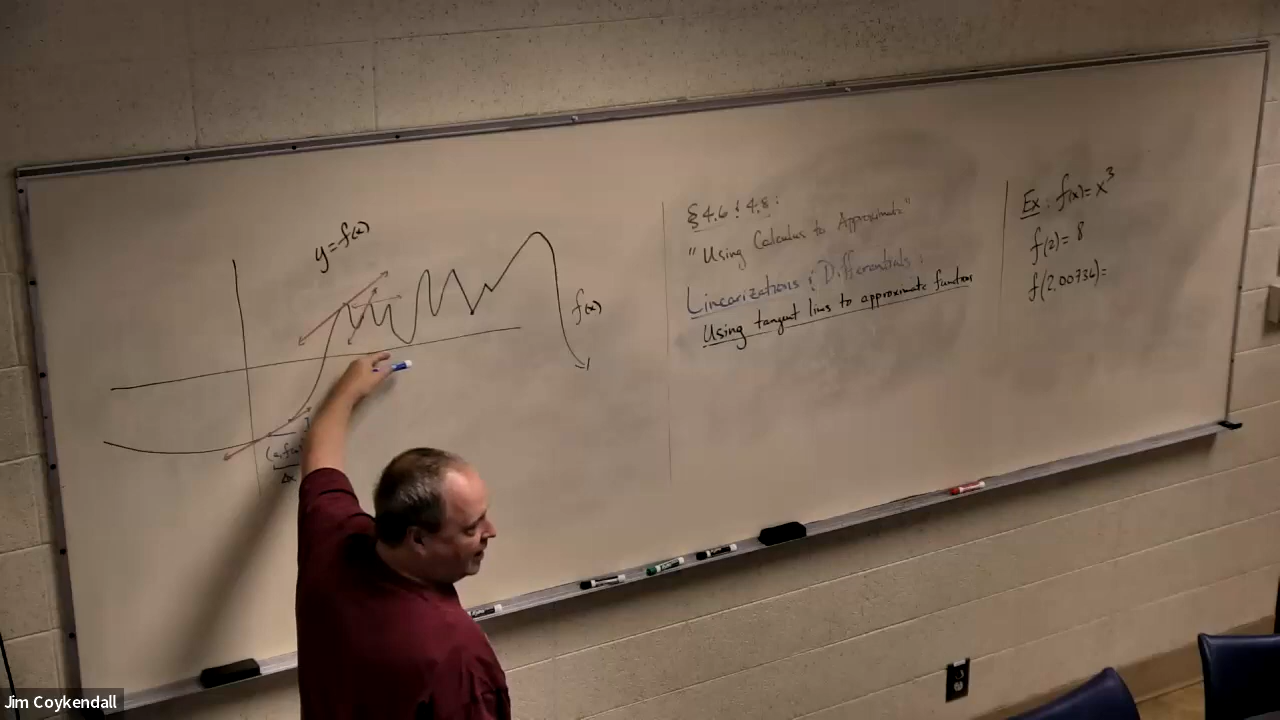 y=f(x)
f(x)
(a, f(a))
Δx
§ 4.6 & 4.8:
"Using Calculus to Approximate"
Linearizations & Differentials:
Using tangent lines to approximate functions
Ex: f(x)=x³
f(2)=8
f(2.00736)=
Jim Coykendall